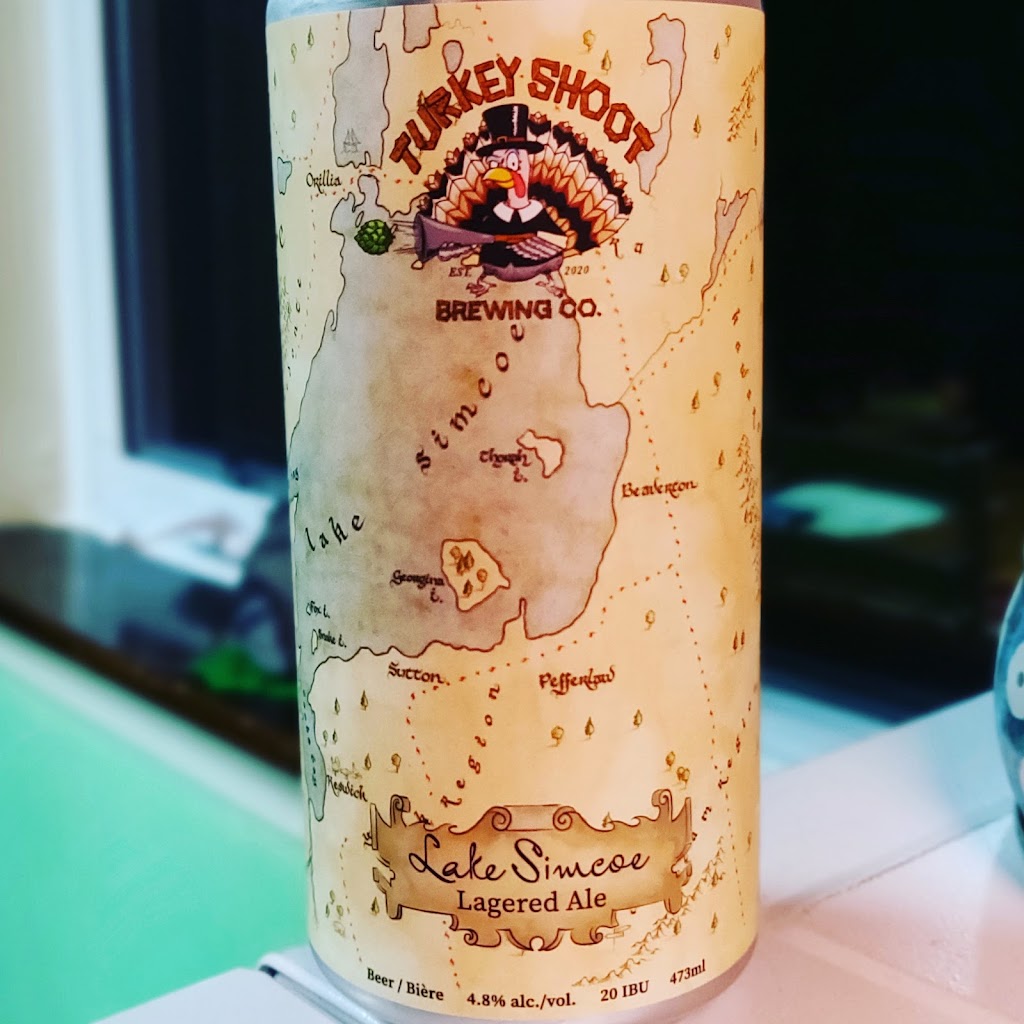 TURKEY SHOOT
EST. 2020
BREWING CO.
Orillia
Lake Simcoe
Thorah I.
Beaverton
Georgina I.
Fox I.
Snake I.
Sutton
Pefferlaw
Keswick
Region
Lake Simcoe
Lagered Ale
Beer / Bière 4.8% alc./vol. 20 IBU 473ml